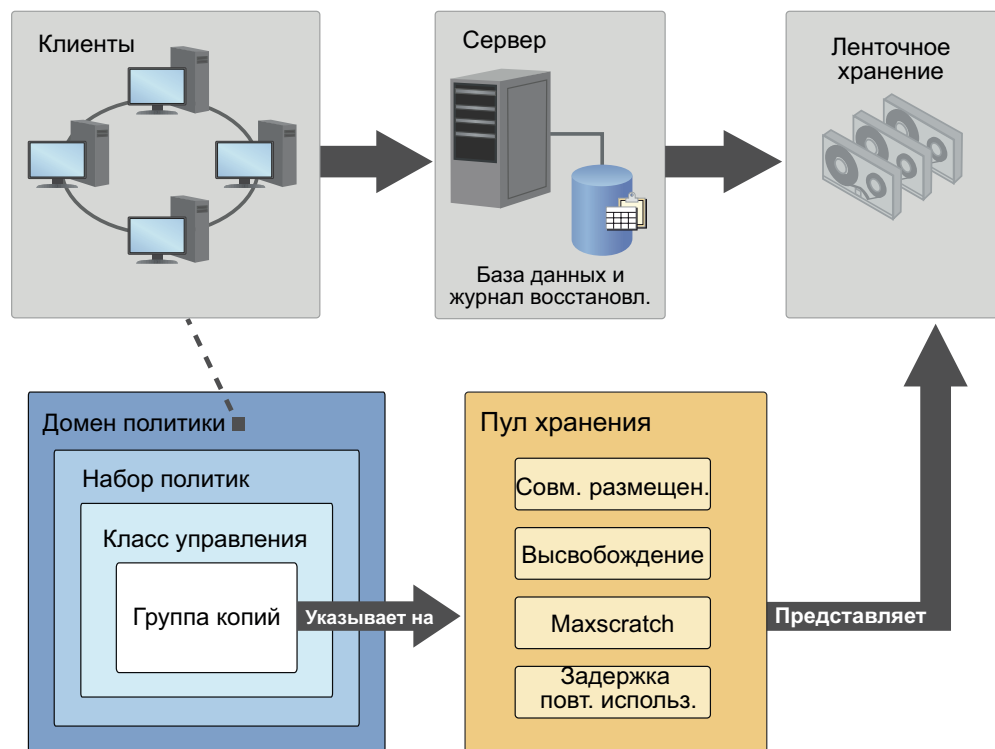 Клиенты
Сервер
База данных и
журнал восстановл.
Ленточное
хранение
Домен политики
Набор политик
Класс управления
Группа копий
Указывает на
Пул хранения
Совм. размещен.
Высвобождение
Maxscratch
Задержка
повт. использ.
Представляет